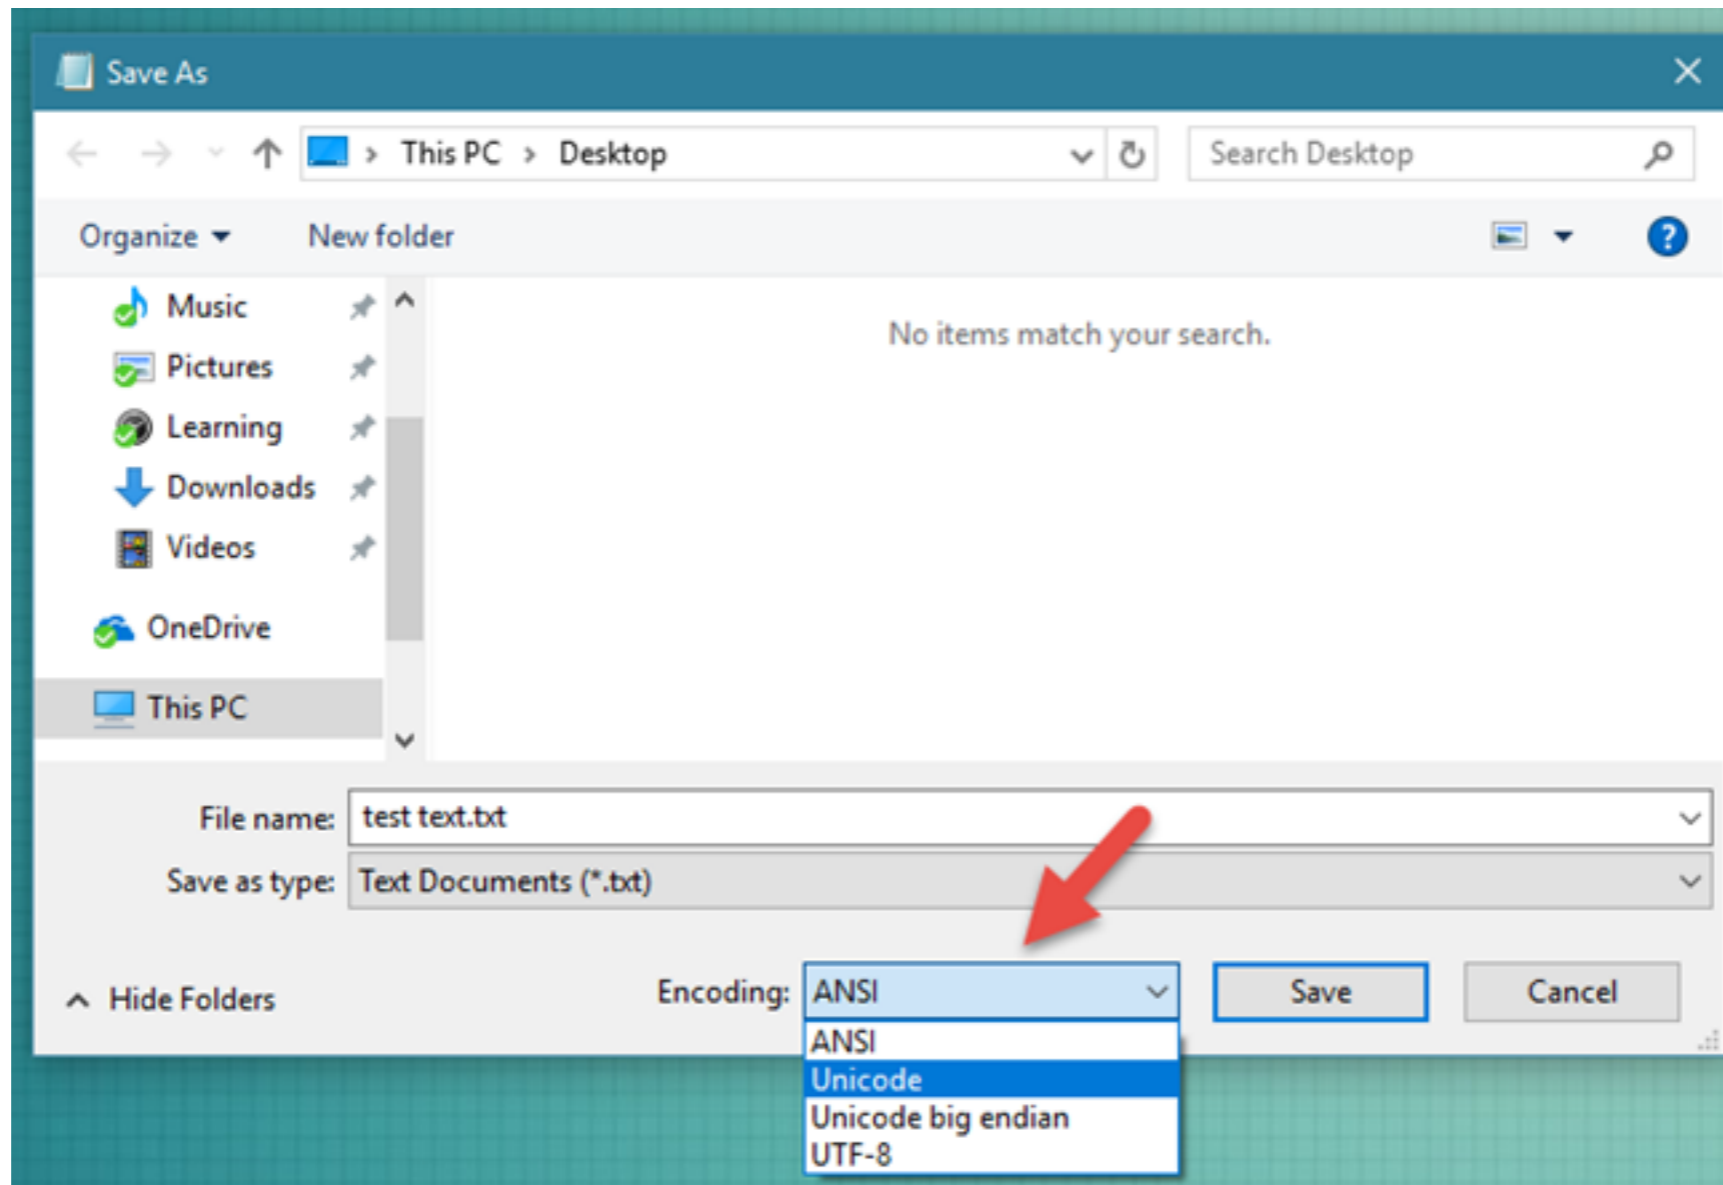 Save As
This PC > Desktop
Search Desktop
Organize
New folder
Music
Pictures
Learning
Downloads
Videos
OneDrive
This PC
No items match your search.
File name: test text.txt
Save as type: Text Documents (*.txt)
Hide Folders
Encoding: ANSI
Save
Cancel
ANSI
Unicode
Unicode big endian
UTF-8